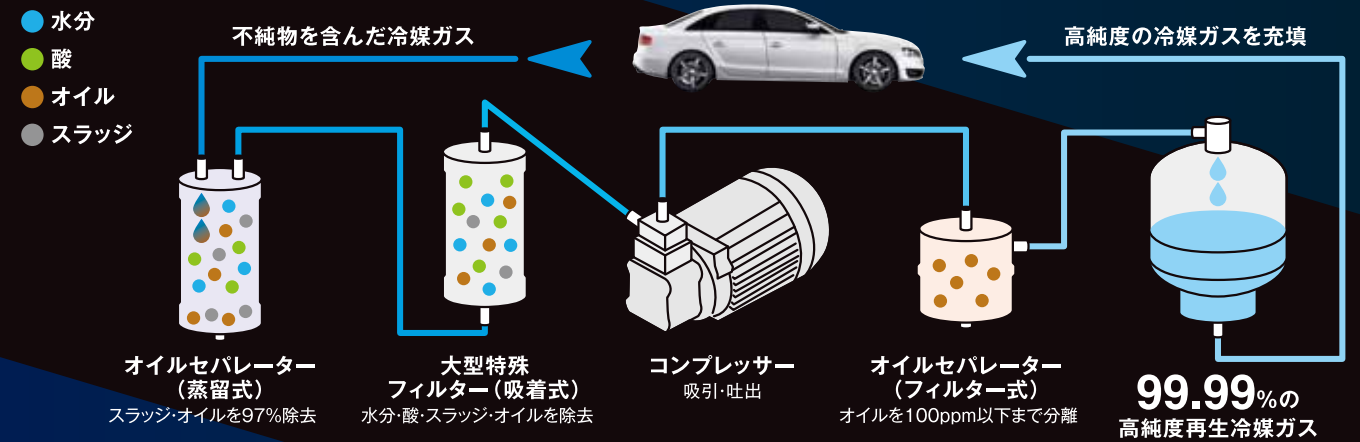 水分
酸
オイル
スラッジ
不純物を含んだ冷媒ガス
高純度の冷媒ガスを充填
オイルセパレーター
（蒸留式）
スラッジ・オイルを97%除去
大型特殊
フィルター（吸着式）
水分・酸・スラッジ・オイルを除去
コンプレッサー
吸引・吐出
オイルセパレーター
（フィルター式）
オイルを100ppm以下まで分離
99.99%の
高純度再生冷媒ガス